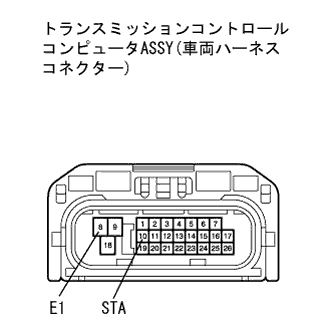 トランスミッションコントロール
コンピュータASSY(車両ハーネス
コネクター)
1 2 3 4 5 6 7
8 9
10 11 12 13 14 15 16 17
18
19 20 21 22 23 24 25 26
E1 STA